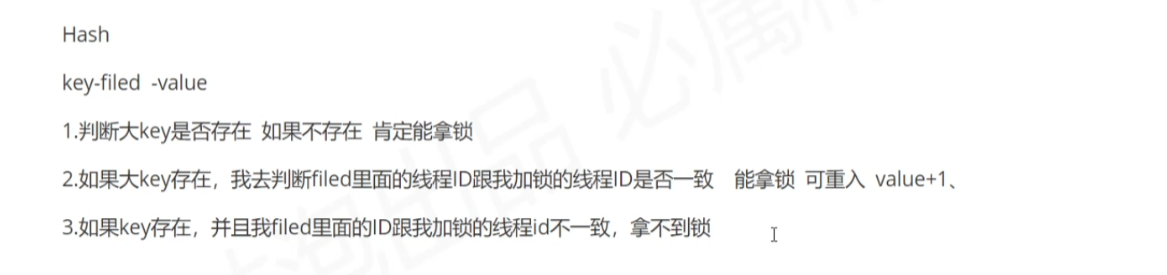 Hash
key-filed -value
1.判断大key是否存在 如果不存在 肯定能拿锁
2.如果大key存在，我去判断filed里面的线程ID跟我加锁的线程ID是否一致 能拿锁 可重入 value+1、
3.如果key存在，并且我filed里面的ID跟我加锁的线程id不一致，拿不到锁